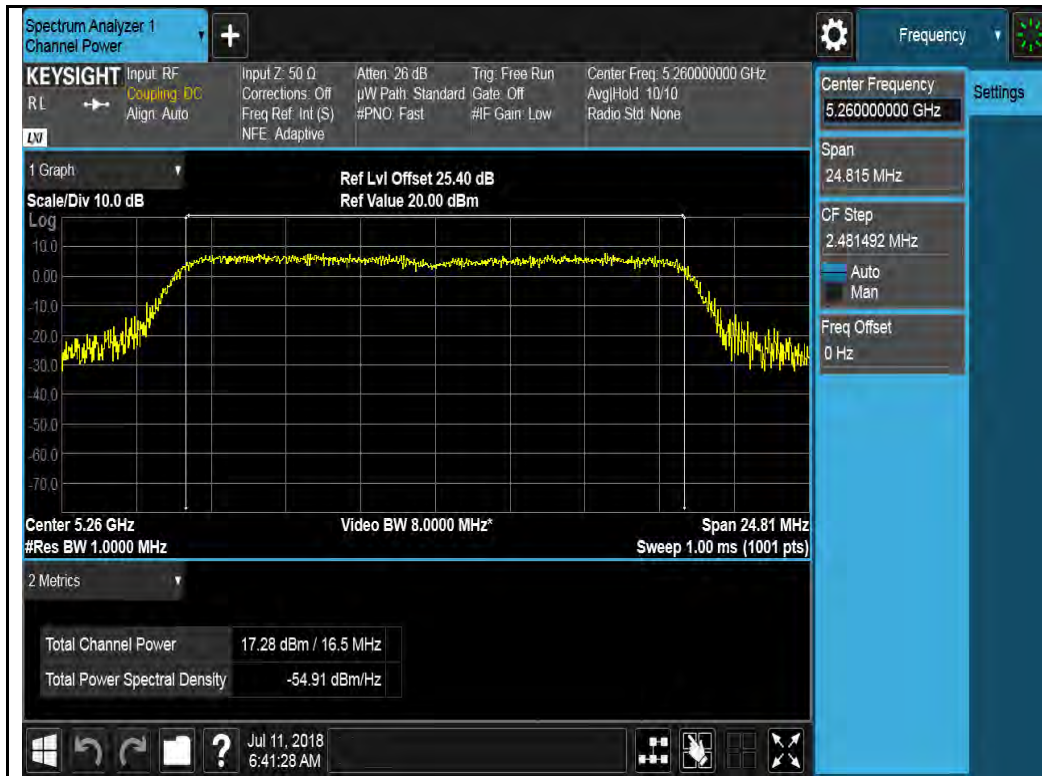 Spectrum Analyzer 1
Channel Power
+
Frequency
KEYSIGHT
RL
LXI
Input: RF
Coupling: DC
Align: Auto
Input Z: 50 Ω
Corrections: Off
Freq Ref: Int (S)
NFE: Adaptive
Atten: 26 dB
µW Path: Standard
#PNO: Fast
Trig: Free Run
Gate: Off
#IF Gain: Low
Center Freq: 5.260000000 GHz
Avg|Hold: 10/10
Radio Std: None
Center Frequency
5.260000000 GHz
Settings
Span
24.815 MHz
CF Step
2.481492 MHz
Auto
Man
Freq Offset
0 Hz
1 Graph
Scale/Div 10.0 dB
Ref Lvl Offset 25.40 dB
Ref Value 20.00 dBm
Log
10.0
0.00
-10.0
-20.0
-30.0
-40.0
-50.0
-60.0
-70.0
Center 5.26 GHz
#Res BW 1.0000 MHz
Video BW 8.0000 MHz*
Span 24.81 MHz
Sweep 1.00 ms (1001 pts)
2 Metrics
Total Channel Power 17.28 dBm / 16.5 MHz
Total Power Spectral Density -54.91 dBm/Hz
?
Jul 11, 2018
6:41:28 AM